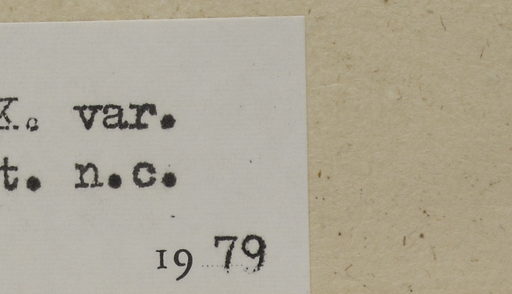 K. var.
t. n.c.
19 79